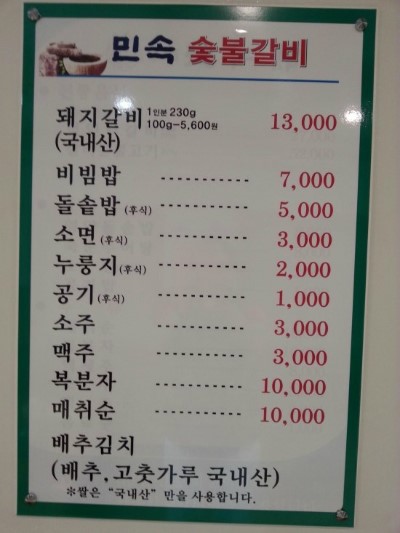 민속 숯불갈비
돼지갈비 1인분 230g 100g-5,600원 13,000
(국내산)
비빔밥 ----------- 7,000
돌솥밥(후식) ----------- 5,000
소면(후식) ----------- 3,000
누룽지(후식) ----------- 2,000
공기(후식) ----------- 1,000
소주 ----------- 3,000
맥주 ----------- 3,000
복분자 ----------- 10,000
매취순 ----------- 10,000
배추김치
(배추,고춧가루 국내산)
※쌀은 "국내산" 만을 사용합니다.